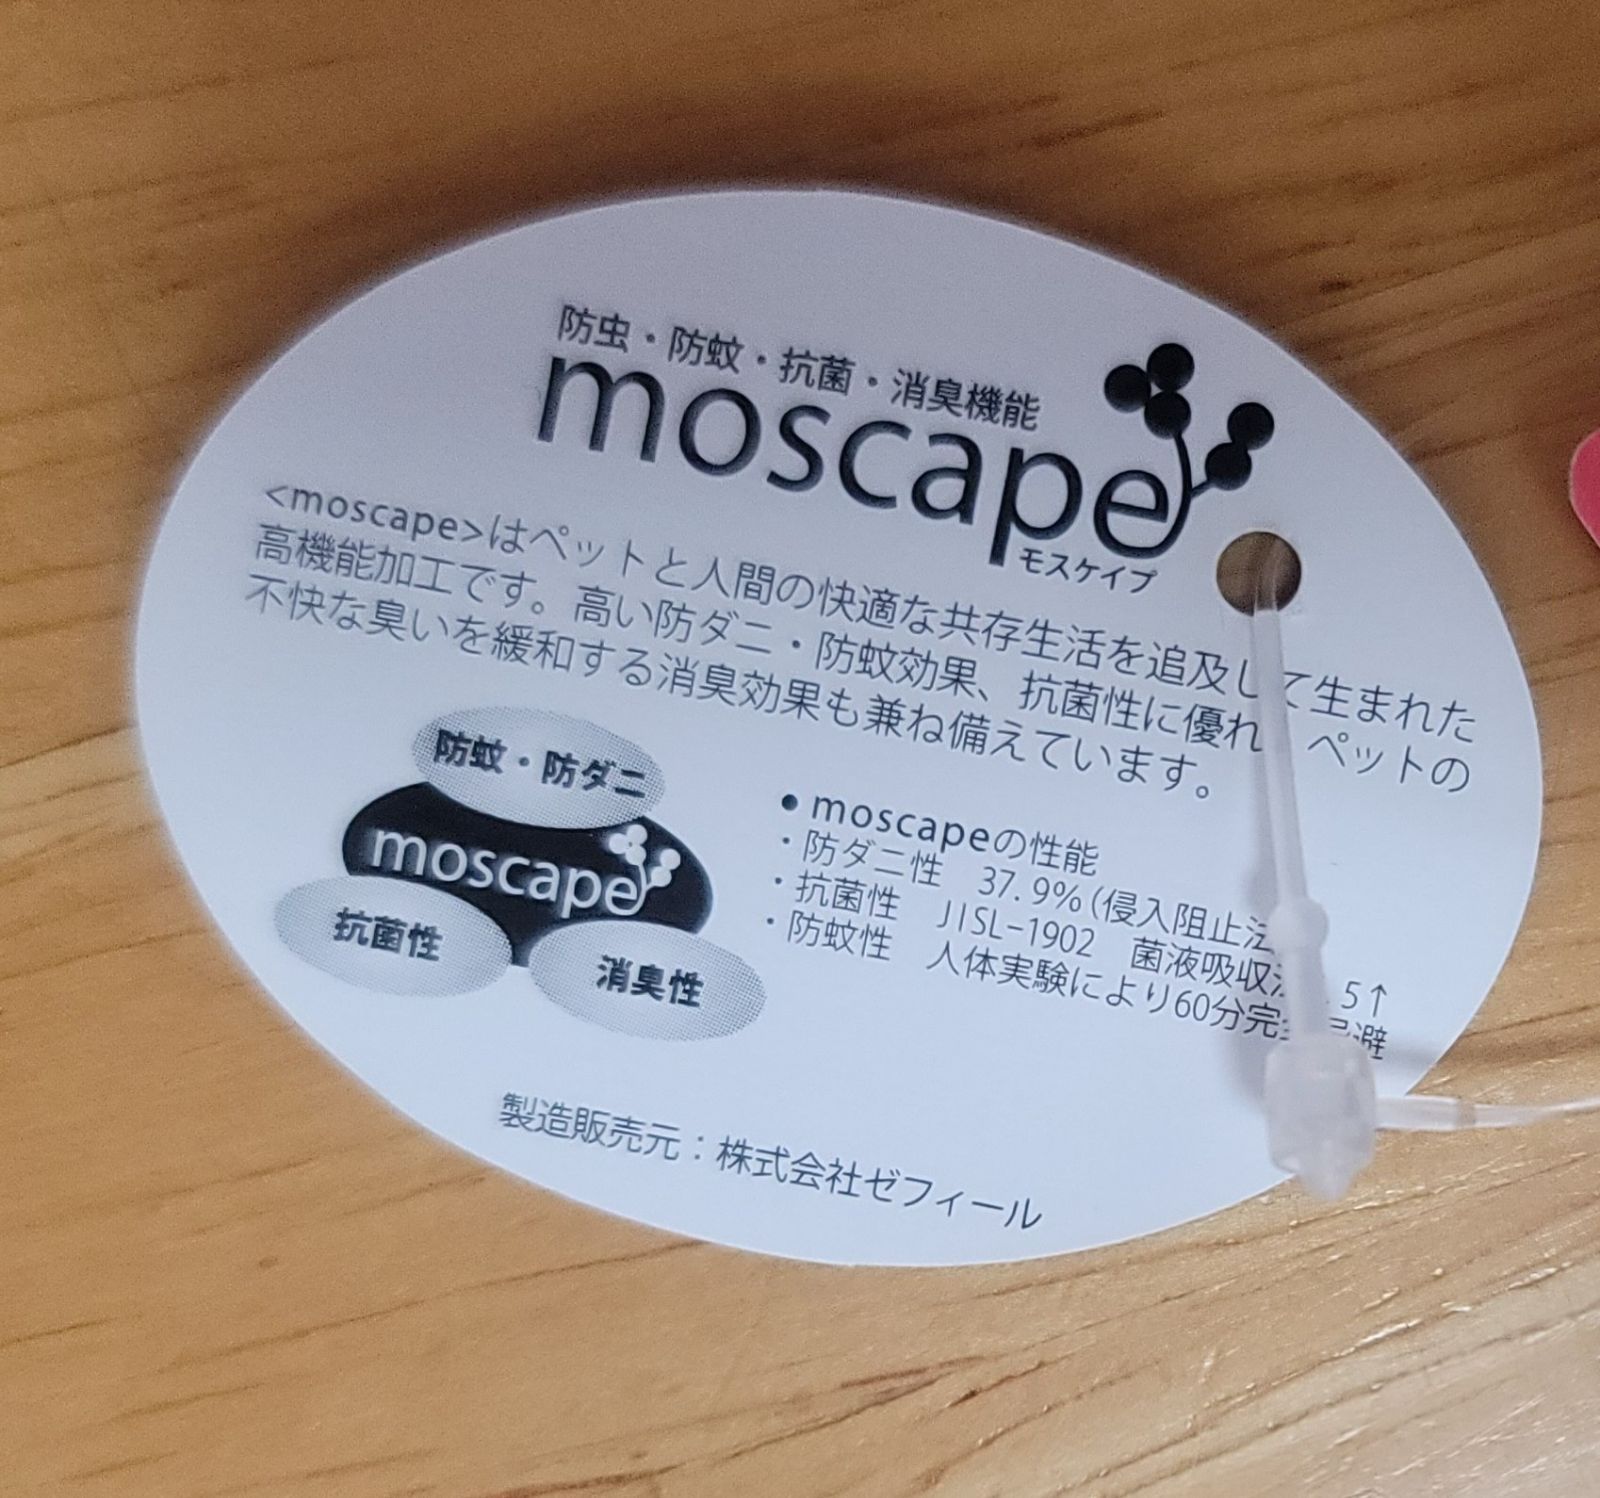 防虫・防蚊・抗菌・消臭機能
moscape
モスケイプ
<moscape>はペットと人間の快適な共存生活を追及して生まれた
高機能加工です。高い防ダニ・防蚊効果、抗菌性に優れ ペットの
不快な臭いを緩和する消臭効果も兼ね備えています。
防蚊・防ダニ
moscape
抗菌性
消臭性
●moscapeの性能
・防ダニ性 37.9%(侵入阻止法
・抗菌性 JISL-1902 菌液吸収 5↑
・防蚊性 人体実験により60分完 避
製造販売元：株式会社ゼフィール